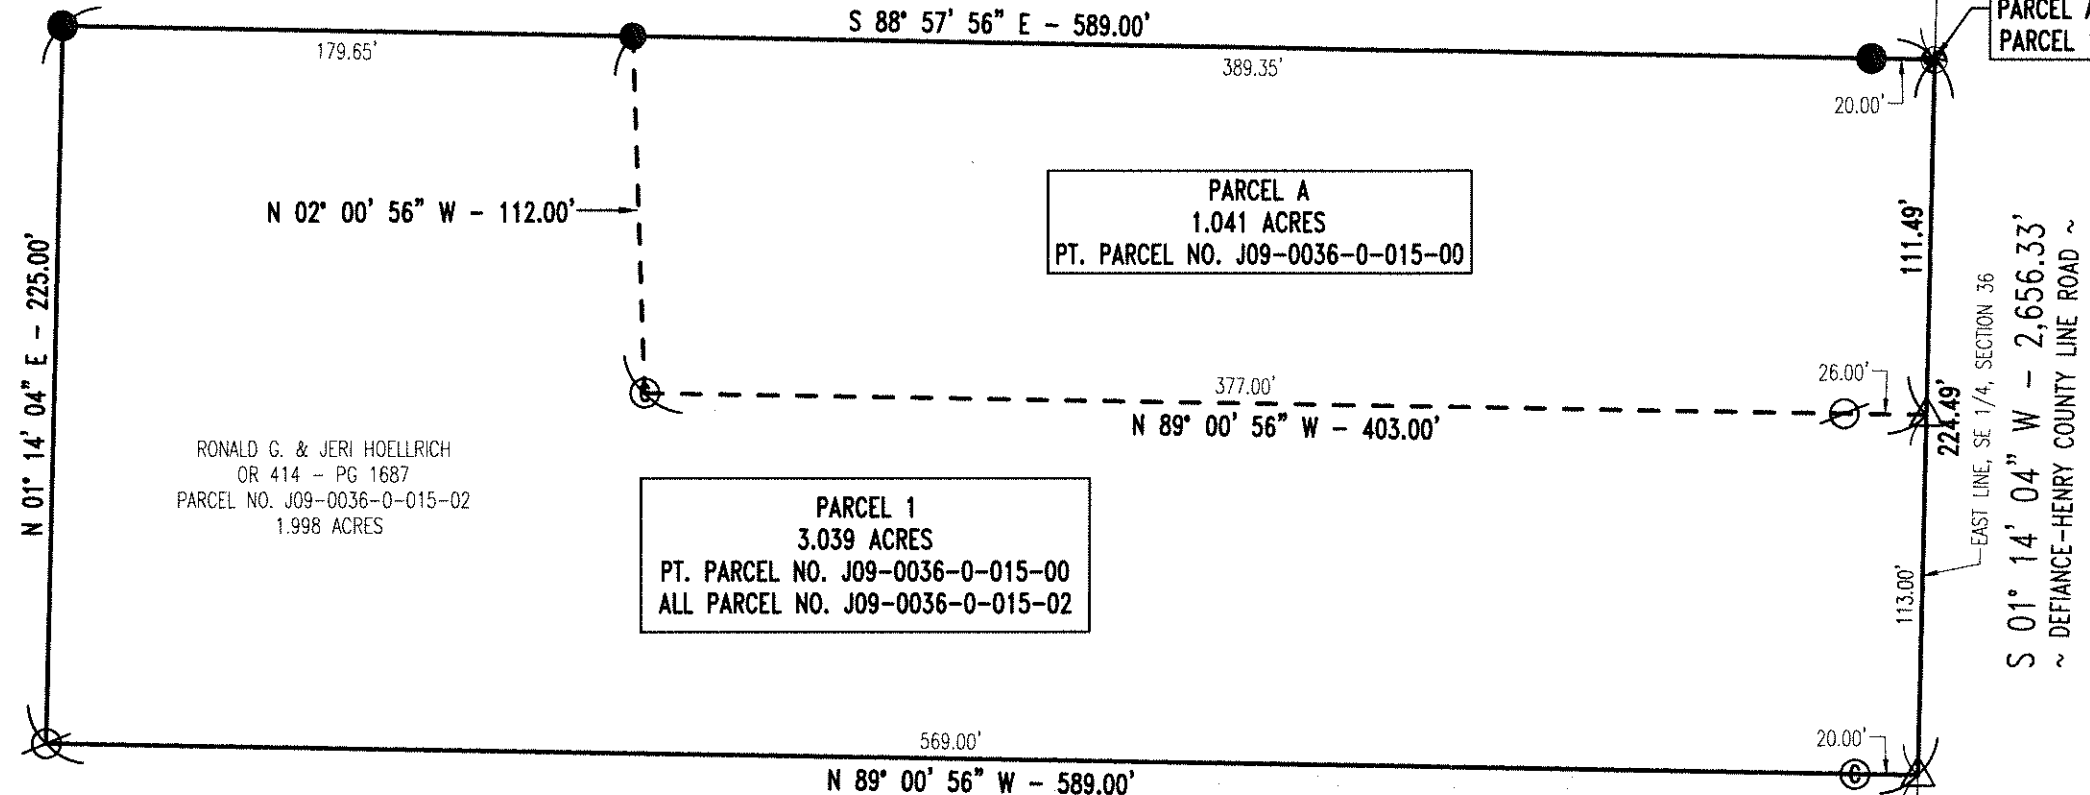 S 88° 57' 56" E - 589.00'
PARCEL
PARCEL
179.65'
389.35'
20.00'
N 02° 00' 56" W - 112.00'
PARCEL A
1.041 ACRES
PT. PARCEL NO. J09-0036-0-015-00
111.49'
N 01° 14' 04" E - 225.00'
377.00'
26.00'
N 89° 00' 56" W - 403.00'
224.49'
EAST LINE, SE 1/4, SECTION 36
S 01° 14' 04" W - 2,656.33'
~ DEFIANCE-HENRY COUNTY LINE ROAD ~
RONALD G. & JERI HOELLRICH
OR 414 - PG 1687
PARCEL NO. J09-0036-0-015-02
1.998 ACRES
PARCEL 1
3.039 ACRES
PT. PARCEL NO. J09-0036-0-015-00
ALL PARCEL NO. J09-0036-0-015-02
113.00'
569.00'
20.00'
N 89° 00' 56" W - 589.00'